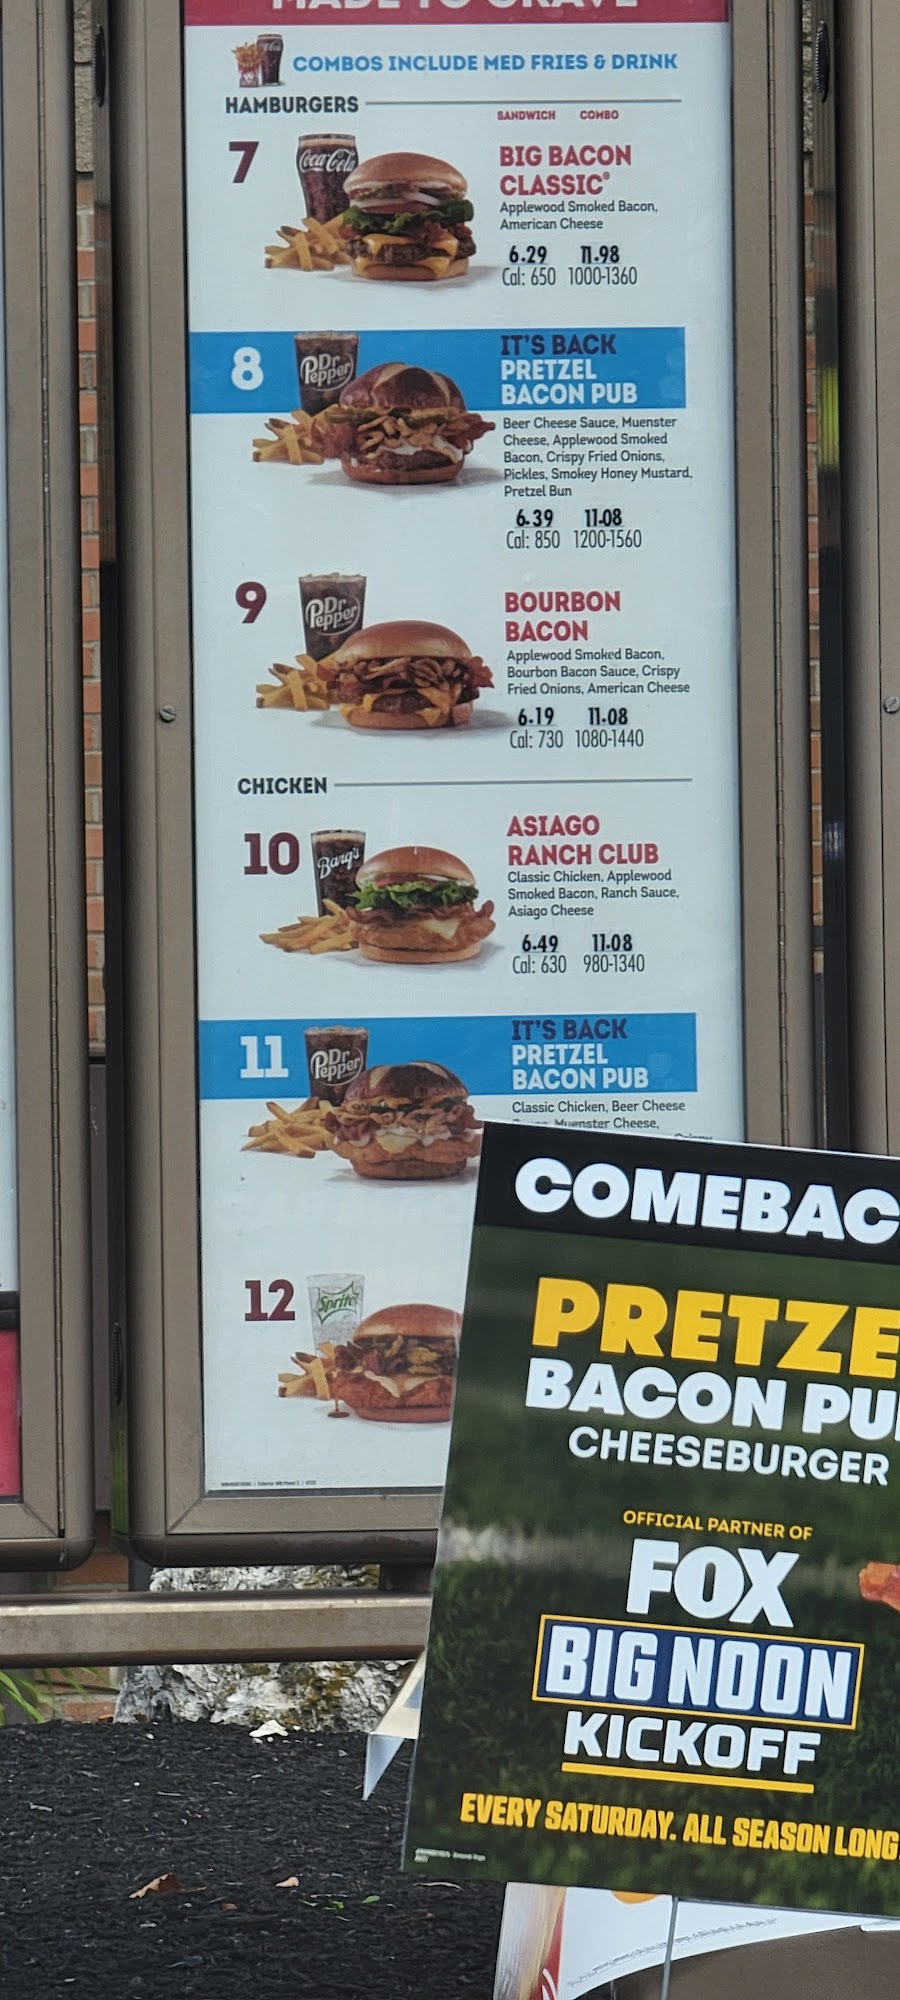 MADE TO CRAVE
COMBOS INCLUDE MED FRIES & DRINK
HAMBURGERS
SANDWICH COMBO
7
Coca-Cola
BIG BACON
CLASSIC®
Applewood Smoked Bacon,
American Cheese
6.29 11.98
Cal: 650 1000-1360
8
Dr Pepper
IT'S BACK
PRETZEL
BACON PUB
Beer Cheese Sauce, Muenster
Cheese, Applewood Smoked
Bacon, Crispy Fried Onions,
Pickles, Smokey Honey Mustard,
Pretzel Bun
6.39 11.08
Cal: 850 1200-1560
9
Dr Pepper
BOURBON
BACON
Applewood Smoked Bacon,
Bourbon Bacon Sauce, Crispy
Fried Onions, American Cheese
6.19 11.08
Cal: 730 1080-1440
CHICKEN
10
Barq's
ASIAGO
RANCH CLUB
Classic Chicken, Applewood
Smoked Bacon, Ranch Sauce,
Asiago Cheese
6.49 11.08
Cal: 630 980-1340
11
Dr Pepper
IT'S BACK
PRETZEL
BACON PUB
Classic Chicken, Beer Cheese
Muenster Cheese,
12
Sprite
COMEBAC
PRETZE
BACON PU
CHEESEBURGER
OFFICIAL PARTNER OF
FOX
BIG NOON
KICKOFF
EVERY SATURDAY. ALL SEASON LONG